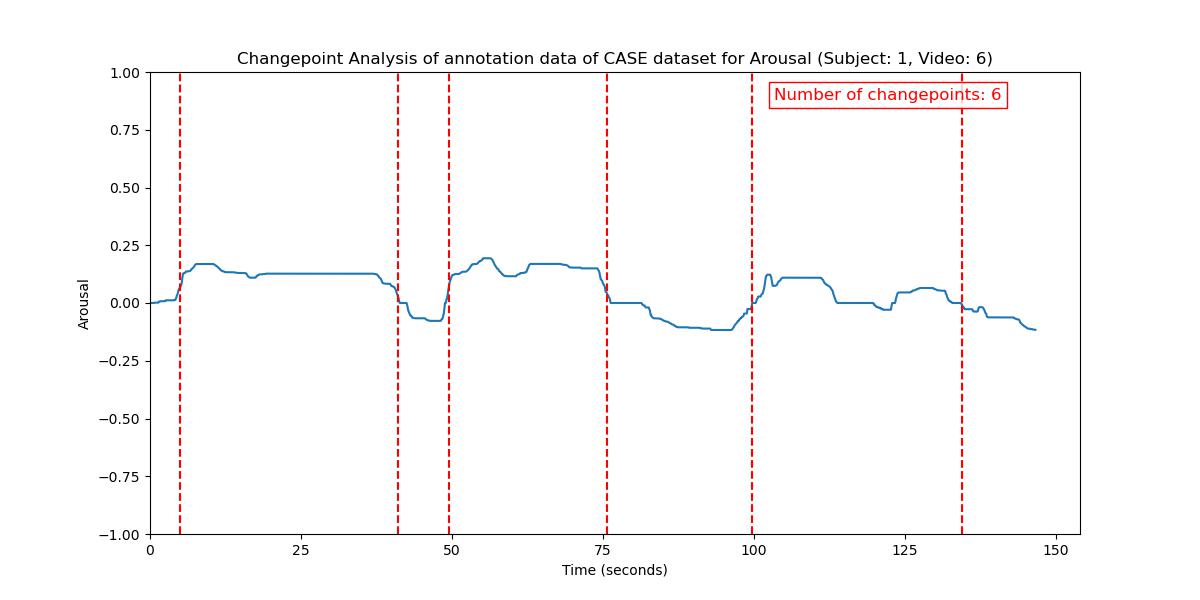 Changepoint Analysis of annotation data of CASE dataset for Arousal (Subject: 1, Video: 6)
Number of changepoints: 6
Arousal
1.00
0.75
0.50
0.25
0.00
−0.25
−0.50
−0.75
−1.00
0 25 50 75 100 125 150
Time (seconds)